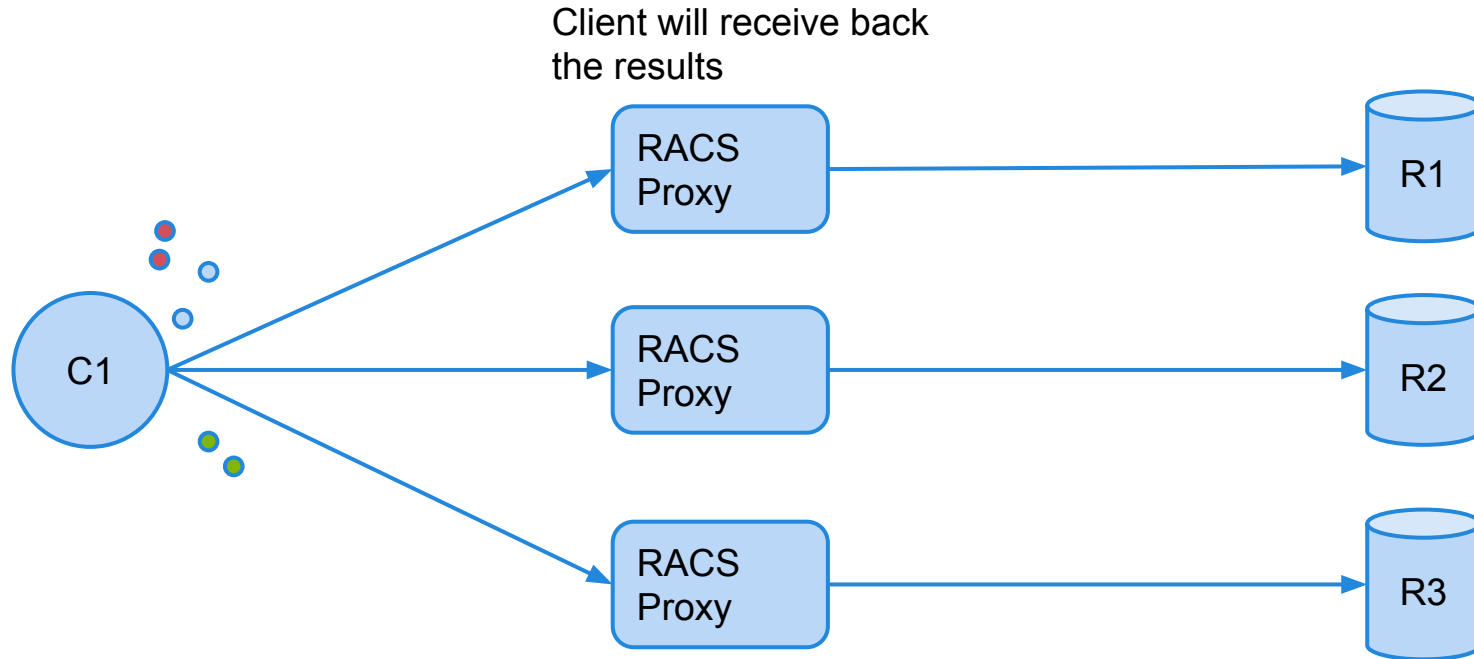 Client will receive back
the results
RACS
Proxy
R1
C1
RACS
Proxy
R2
RACS
Proxy
R3